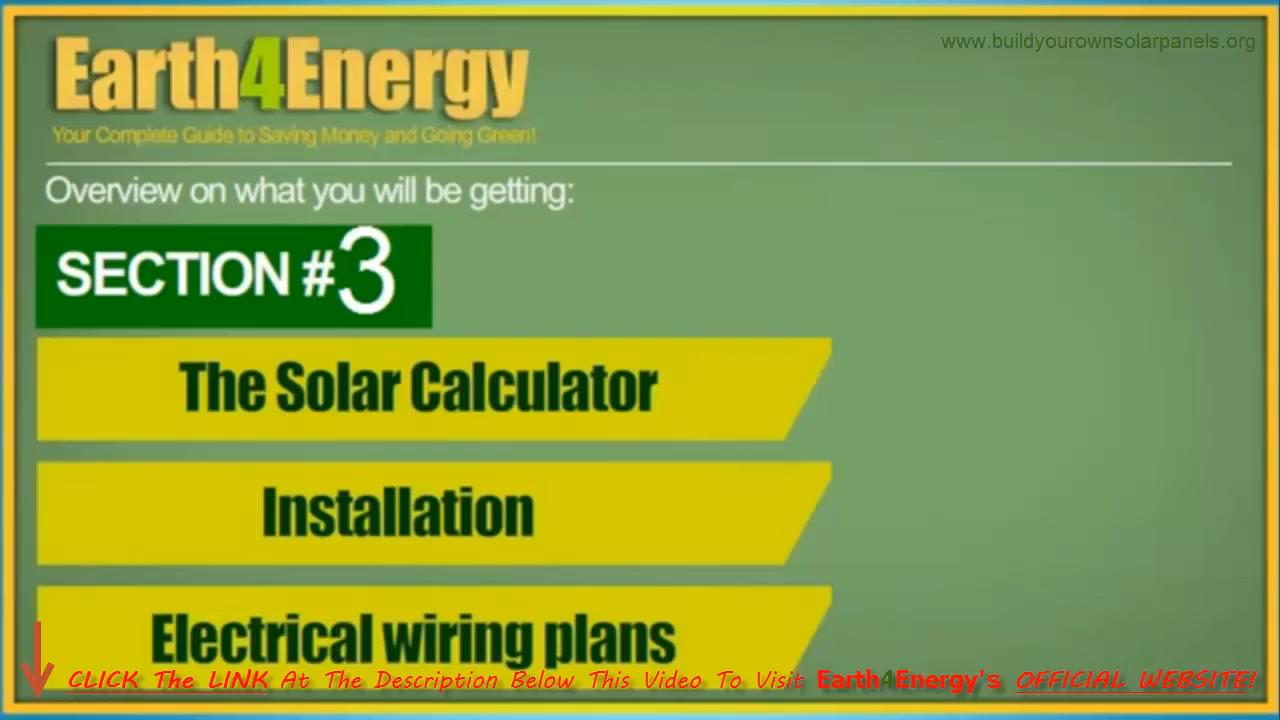 www.buildyourownsolarpanels.org
Earth4Energy
Your Complete Guide to Saving Money and Going Green!
Overview on what you will be getting:
SECTION #3
The Solar Calculator
Installation
Electrical wiring plans
CLICK The LINK At The Description Below This Video To Visit Earth4Energy's OFFICIAL WEBSITE!